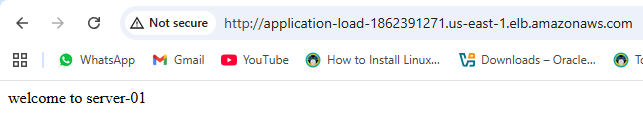 Not secure http://application-load-1862391271.us-east-1.elb.amazonaws.com
WhatsApp Gmail YouTube How to Install Linux... Downloads – Oracle... To
welcome to server-01